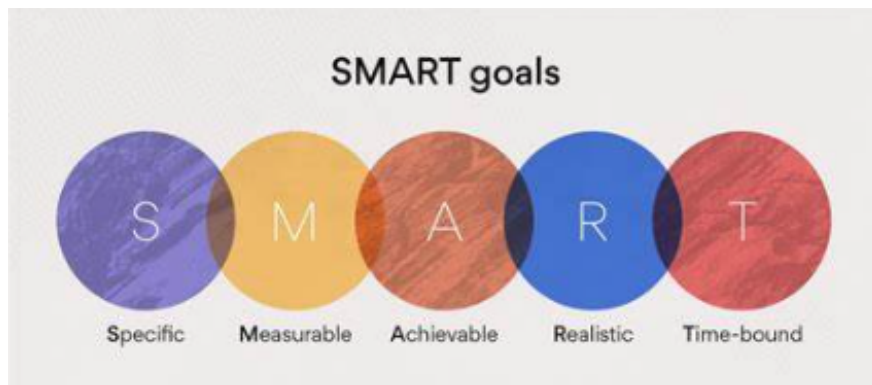 SMART goals
S M A R T
Specific Measurable Achievable Realistic Time-bound